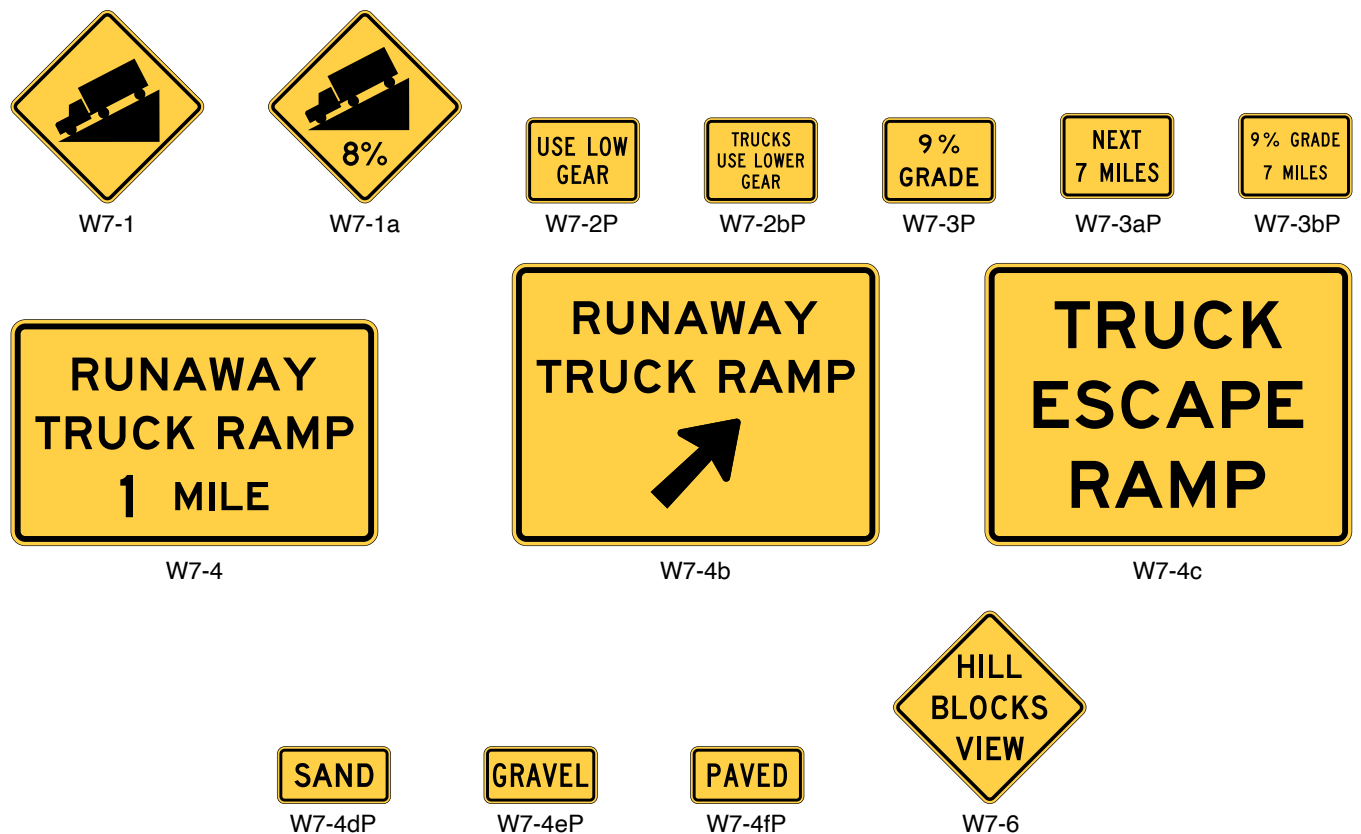 8%
W7-1
W7-1a
USE LOW
GEAR
W7-2P
TRUCKS
USE LOWER
GEAR
W7-2bP
9%
GRADE
W7-3P
NEXT
7 MILES
W7-3aP
9% GRADE
7 MILES
W7-3bP
RUNAWAY
TRUCK RAMP
1 MILE
W7-4
RUNAWAY
TRUCK RAMP
W7-4b
TRUCK
ESCAPE
RAMP
W7-4c
SAND
W7-4dP
GRAVEL
W7-4eP
PAVED
W7-4fP
HILL
BLOCKS
VIEW
W7-6